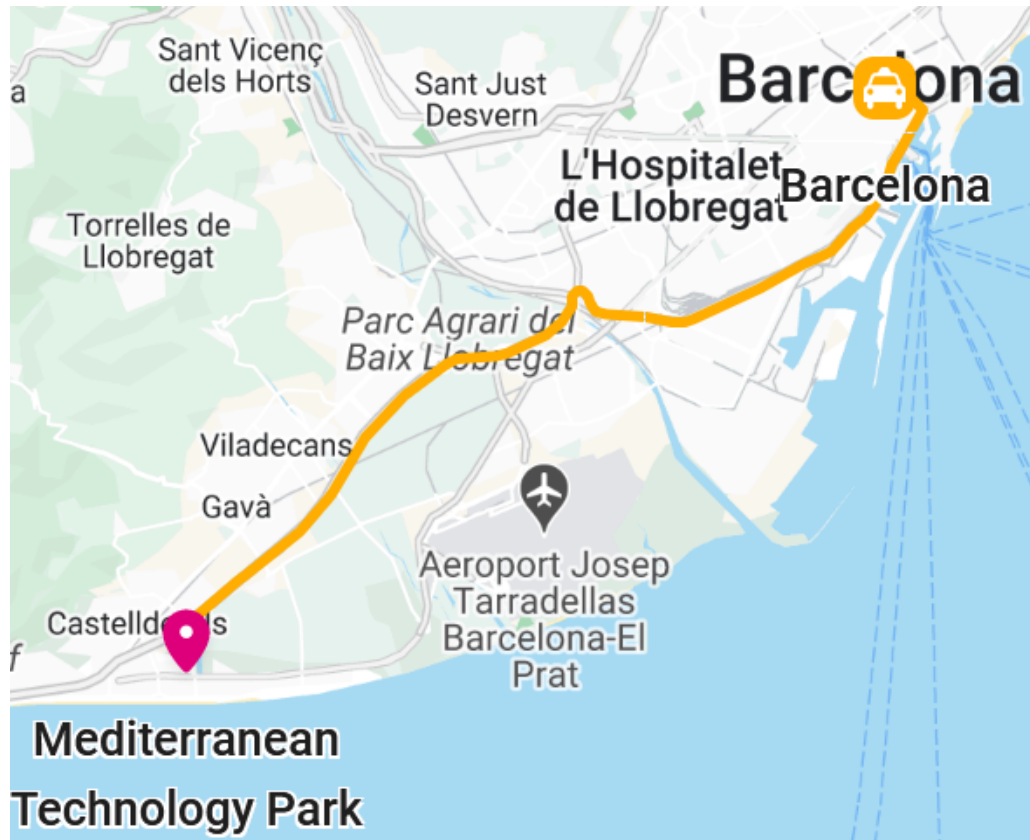 Sant Vicenç
dels Horts
a
Sant Just
Desvern
Barcelona
L'Hospitalet
de Llobregat
Barcelona
Torrelles de
Llobregat
Parc Agrari del
Baix Llobregat
Viladecans
Gavà
Aeroport Josep
Tarradellas
Barcelona-El
Prat
Castelldefels
f
Mediterranean
Technology Park